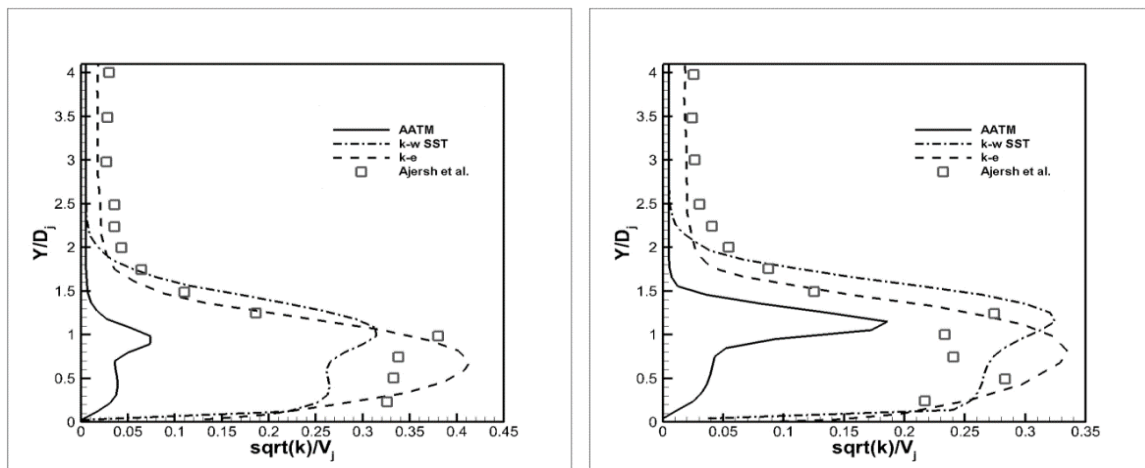 4
3.5
3
2.5
2
1.5
1
0.5
0
Y/Dj
AATM
k-w SST
k-e
Ajersh et al.
0 0.05 0.1 0.15 0.2 0.25 0.3 0.35 0.4 0.45
sqrt(k)/Vj
4
3.5
3
2.5
2
1.5
1
0.5
0
Y/Dj
AATM
k-w SST
k-e
Ajersh et al.
0 0.05 0.1 0.15 0.2 0.25 0.3 0.35
sqrt(k)/Vj